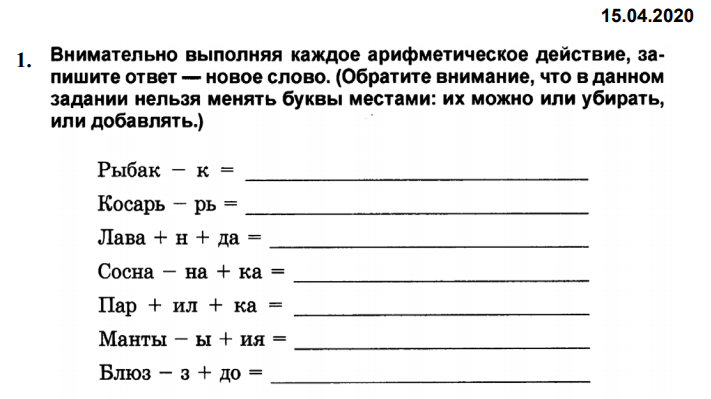 15.04.2020
1. Внимательно выполняя каждое арифметическое действие, за-
пишите ответ — новое слово. (Обратите внимание, что в данном
задании нельзя менять буквы местами: их можно или убирать,
или добавлять.)
Рыбак − к =
Косарь − рь =
Лава + н + да =
Сосна − на + ка =
Пар + ил + ка =
Манты − ы + ия =
Блюз − з + до =